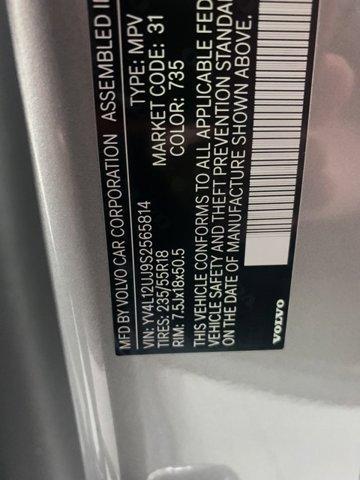 MFD BY VOLVO CAR CORPORATION ASSEMBLED I
VIN: YV4L12UJ9S2565814 TYPE: MPV
TIRES: 235/55R18 MARKET CODE: 31
RIM: 7.5Jx18x50.5 COLOR: 735
THIS VEHICLE CONFORMS TO ALL APPLICABLE FED
VEHICLE SAFETY AND THEFT PREVENTION STANDA
ON THE DATE OF MANUFACTURE SHOWN ABOVE.
VOLVO